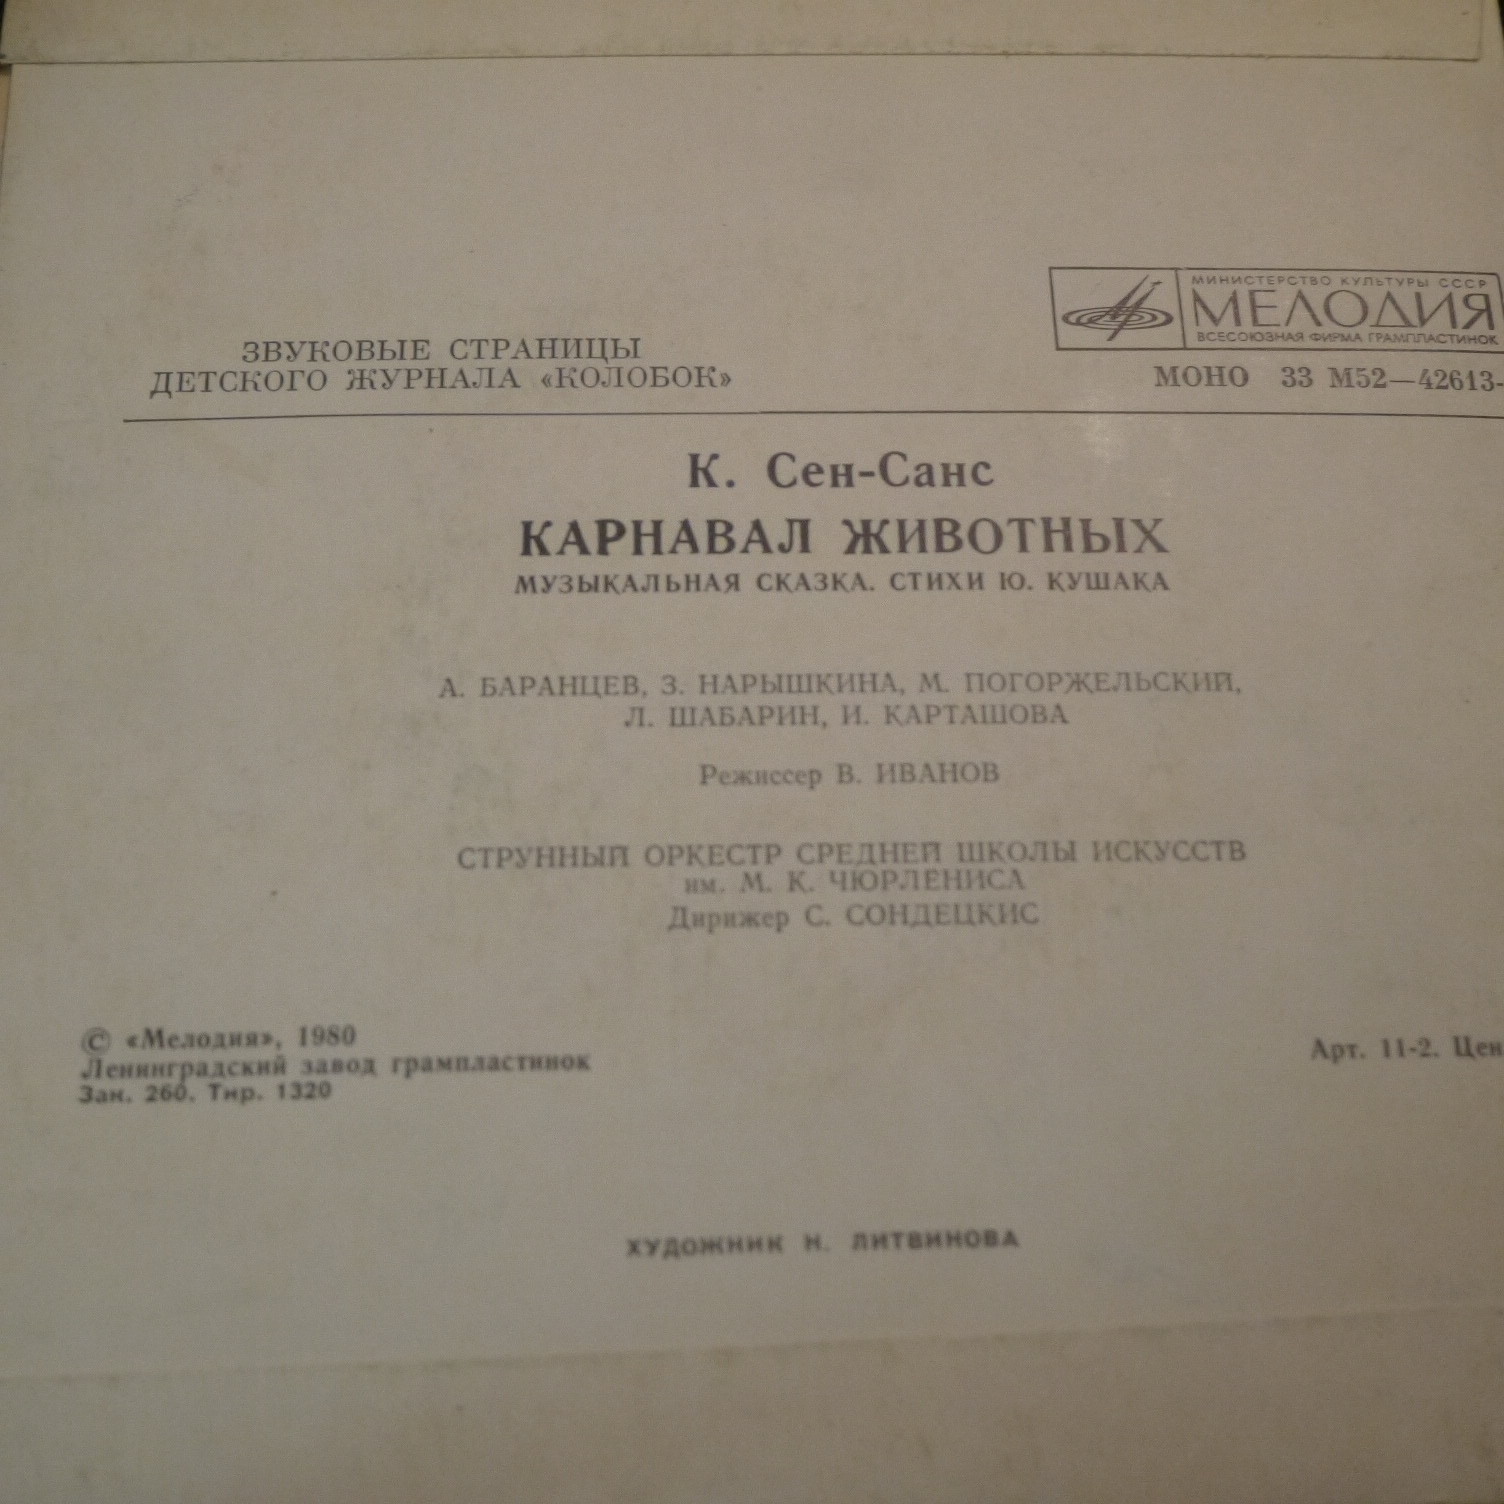 МИНИСТЕРСТВО КУЛЬТУРЫ СССР
МЕЛОДИЯ
ВСЕСОЮЗНАЯ ФИРМА ГРАМПЛАСТИНОК
ЗВУКОВЫЕ СТРАНИЦЫ
ДЕТСКОГО ЖУРНАЛА «КОЛОБОК»
МОНО 33 М52—42613-
К. Сен-Санс
КАРНАВАЛ ЖИВОТНЫХ
МУЗЫКАЛЬНАЯ СКАЗКА. СТИХИ Ю. КУШАКА
А. БАРАНЦЕВ, З. НАРЫШКИНА, М. ПОГОРЖЕЛЬСКИЙ,
Л. ШАБАРИН, И. КАРТАШОВА
Режиссер В. ИВАНОВ
СТРУННЫЙ ОРКЕСТР СРЕДНЕЙ ШКОЛЫ ИСКУССТВ
им. М. К. ЧЮРЛЕНИСА
Дирижер С. СОНДЕЦКИС
© «Мелодия», 1980
Ленинградский завод грампластинок
Зак. 260. Тир. 1320
Арт. 11-2. Цен
ХУДОЖНИК Н. ЛИТВИНОВА